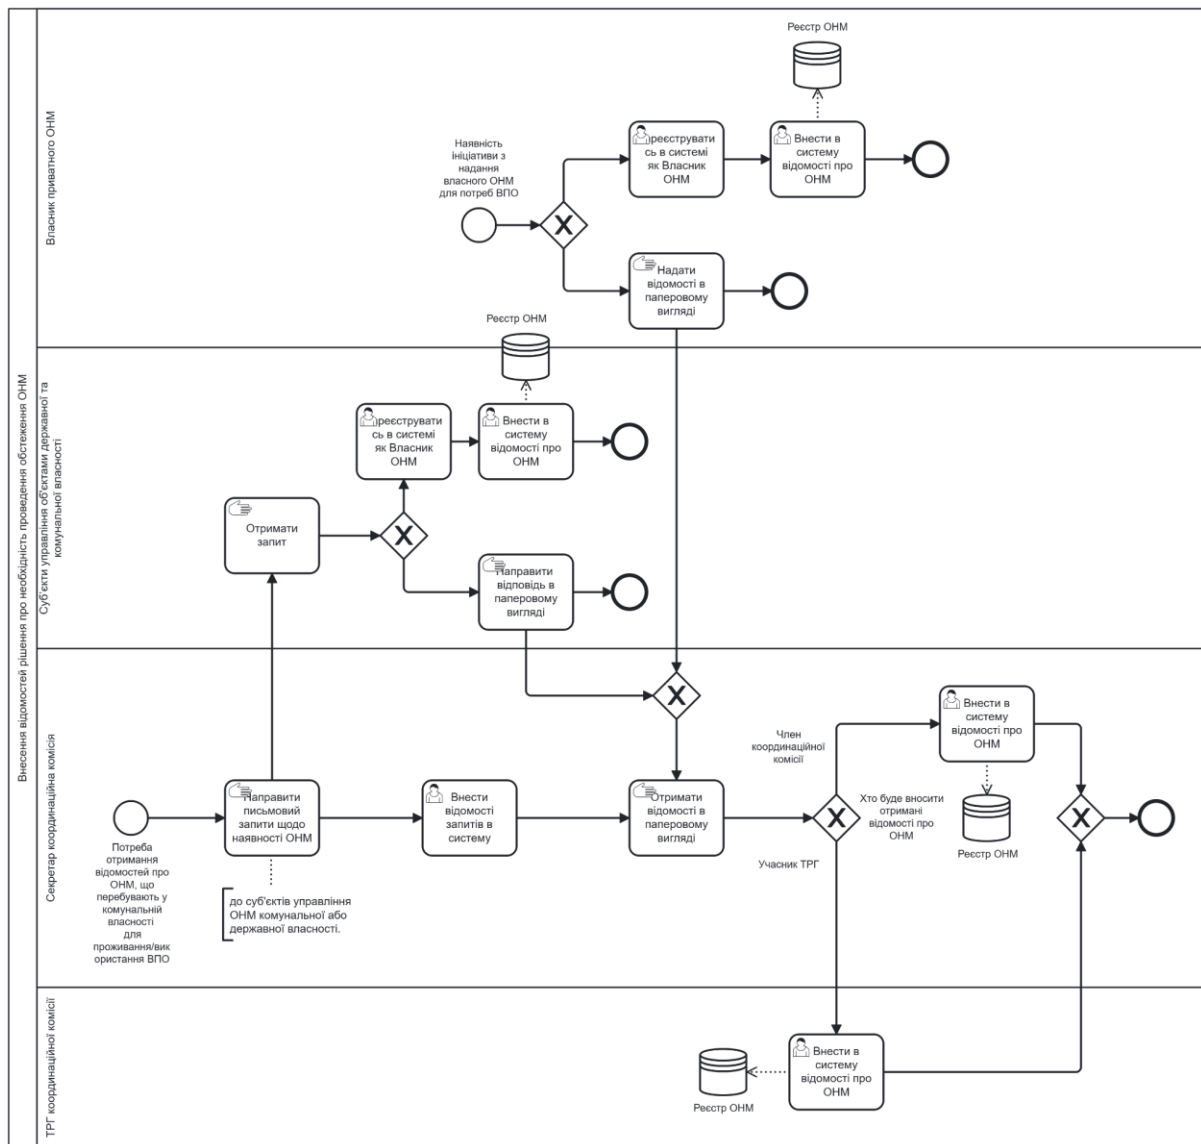 Внесення відомостей рішення про необхідність проведення обстеження ОНМ
Власник приватного ОНМ
Реєстр ОНМ
Наявність
ініціативи з
надання
власного ОНМ
для потреб ВПО
реєструвати
сь в системі
як Власник
ОНМ
Внести в
систему
відомості про
ОНМ
Надати
відомості в
паперовому
вигляді
Суб'єкти управління об'єктами державної та
комунальної власності
Реєстр ОНМ
реєструвати
сь в системі
як Власник
ОНМ
Внести в
систему
відомості про
ОНМ
Отримати
запит
Направити
відповідь в
паперовому
вигляді
Секретар координаційна комісія
Потреба
отримання
відомостей про
ОНМ, що
перебувають у
комунальній
власності
для
проживання/вик
ористання ВПО
Направити
письмовий
запити щодо
наявності ОНМ
до суб'єктів управління
ОНМ комунальної або
державної власності.
Внести
відомості
запитів в
систему
Отримати
відомості в
паперовому
вигляді
Член
координаційної
комісії
Хто буде вносити
отримані
відомості про
ОНМ
Учасник ТРГ
Внести в
систему
відомості про
ОНМ
Реєстр ОНМ
ТРГ координаційної комісії
Внести в
систему
відомості про
ОНМ
Реєстр ОНМ